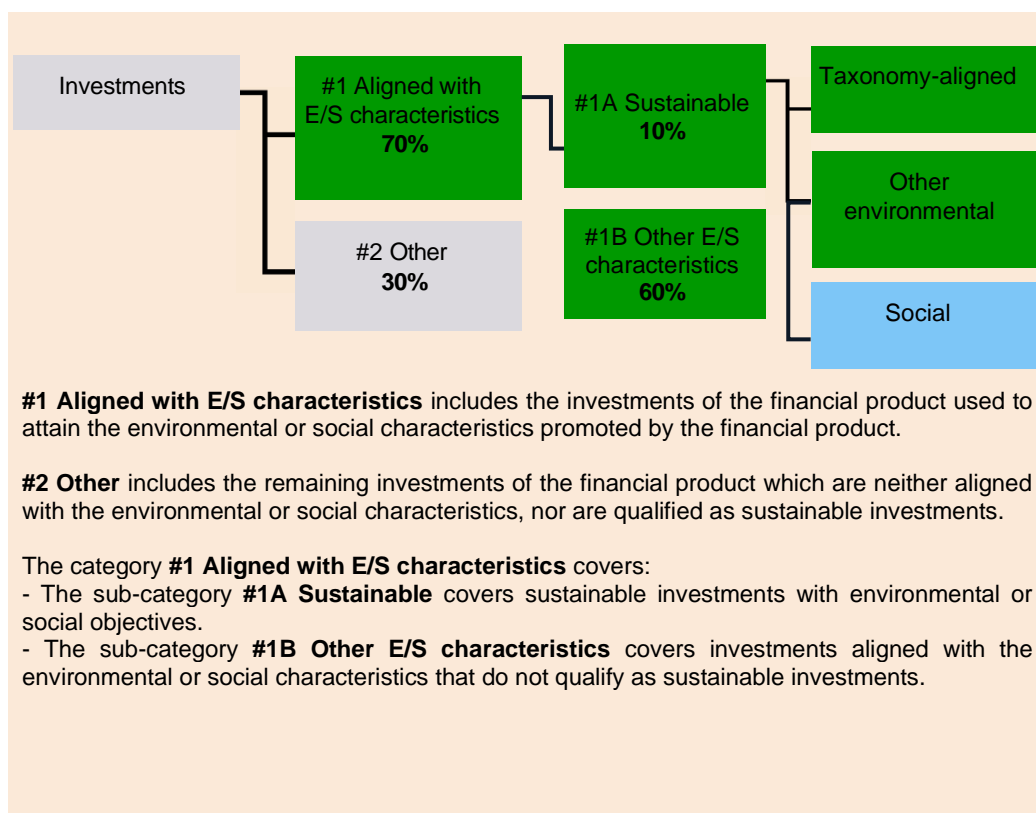 Investments
#1 Aligned with
E/S characteristics
70%
#2 Other
30%
#1A Sustainable
10%
#1B Other E/S
characteristics
60%
Taxonomy-aligned
Other
environmental
Social
#1 Aligned with E/S characteristics includes the investments of the financial product used to
attain the environmental or social characteristics promoted by the financial product.
#2 Other includes the remaining investments of the financial product which are neither aligned
with the environmental or social characteristics, nor are qualified as sustainable investments.
The category #1 Aligned with E/S characteristics covers:
- The sub-category #1A Sustainable covers sustainable investments with environmental or
social objectives.
- The sub-category #1B Other E/S characteristics covers investments aligned with the
environmental or social characteristics that do not qualify as sustainable investments.